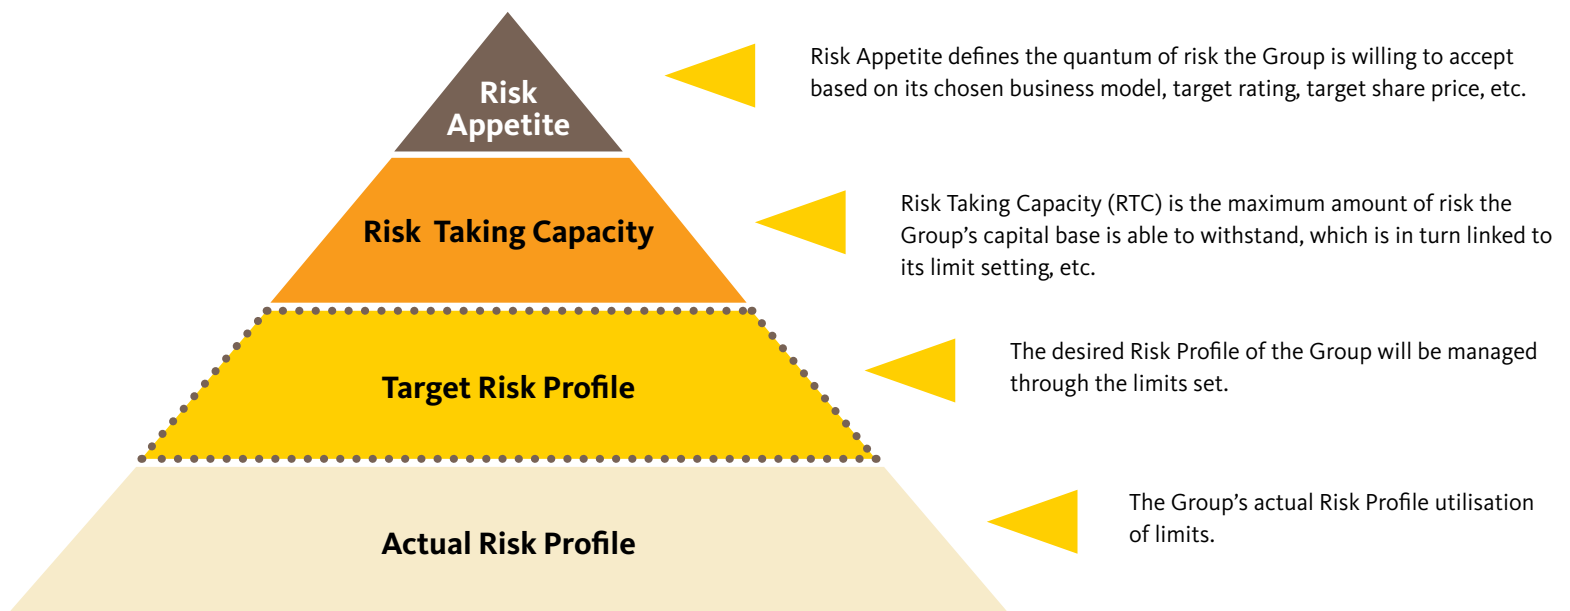 Risk
Appetite
Risk Appetite defines the quantum of risk the Group is willing to accept
based on its chosen business model, target rating, target share price, etc.
Risk Taking Capacity
Risk Taking Capacity (RTC) is the maximum amount of risk the
Group’s capital base is able to withstand, which is in turn linked to
its limit setting, etc.
Target Risk Profile
The desired Risk Profile of the Group will be managed
through the limits set.
Actual Risk Profile
The Group’s actual Risk Profile utilisation
of limits.